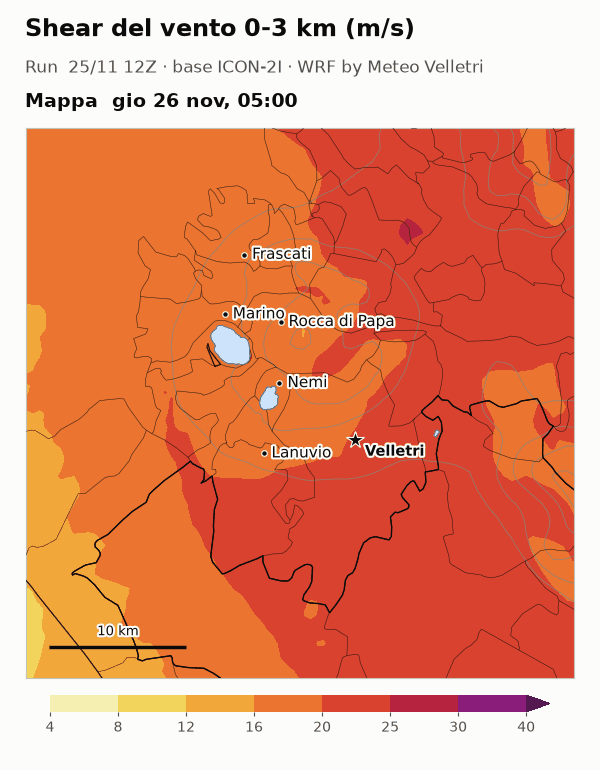 Shear del vento 0-3 km (m/s)
Run  25/11 12Z · base ICON-2I · WRF by Meteo Velletri
Mappa  gio 26 nov, 05:00
Frascati
Marino
Rocca di Papa
Nemi
Velletri
Lanuvio
10 km
4 8 12 16 20 25 30 40